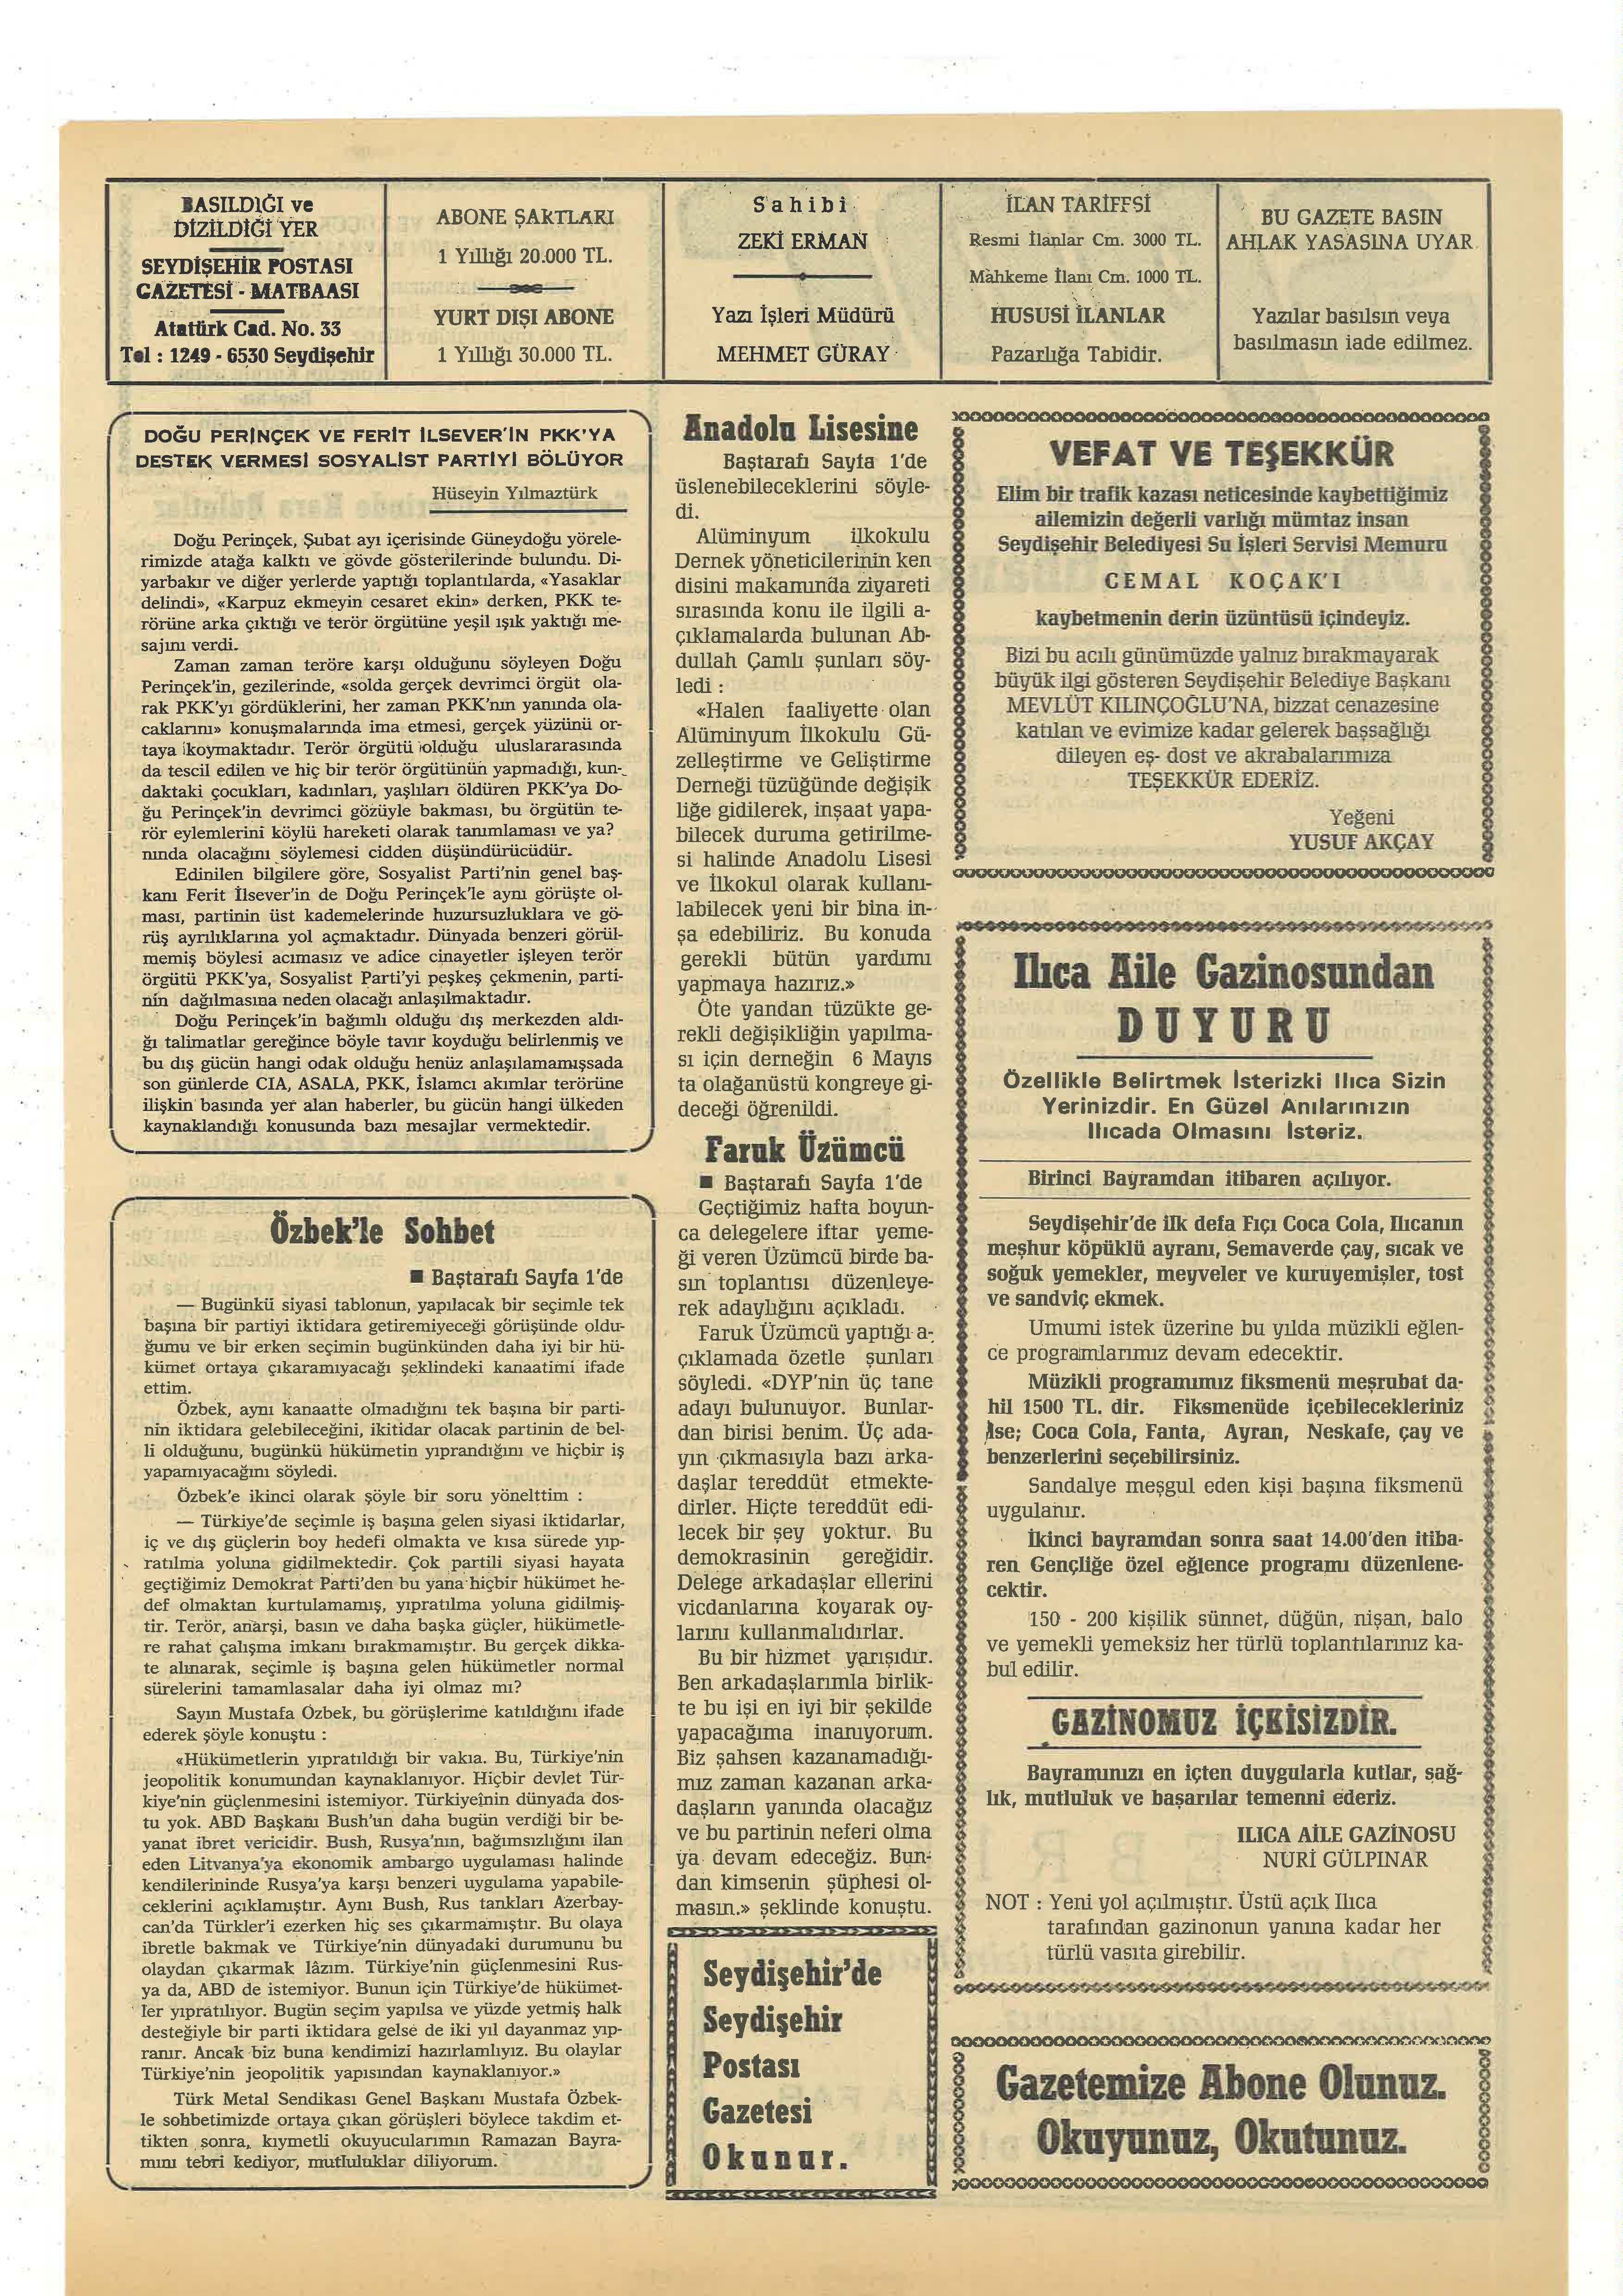 BASILDIĞI ve
DİZİLDİĞİ YER
SEYDİŞEHİR POSTASI
GAZETESİ - MATBAASI
Atatürk Cad. No. 33
Tel : 1249 - 6530 Seydişehir
ABONE ŞARTLARI
1 Yıllığı 20.000 TL.
YURT DIŞI ABONE
1 Yıllığı 30.000 TL.
Sahibi
ZEKİ ERMAN
Yazı İşleri Müdürü
MEHMET GÜRAY
İLAN TARİFFSİ
Resmi İlanlar Cm. 3000 TL.
Mahkeme İlanı Cm. 1000 TL.
HUSUSİ İLANLAR
Pazarlığa Tabidir.
BU GAZETE BASIN
AHLAK YASASINA UYAR
Yazılar basılsın veya
basılmasın iade edilmez.
DOĞU PERİNÇEK VE FERİT İLSEVER'İN PKK'YA
DESTEK VERMESİ SOSYALİST PARTİYİ BÖLÜYOR
Hüseyin Yılmaztürk
Doğu Perinçek, Şubat ayı içerisinde Güneydoğu yörele-
rimizde atağa kalktı ve gövde gösterilerinde bulundu. Di-
yarbakır ve diğer yerlerde yaptığı toplantılarda, «Yasaklar
delindi», «Karpuz ekmeyin cesaret ekin» derken, PKK te-
rörüne arka çıktığı ve terör örgütüne yeşil ışık yaktığı me-
sajını verdi.
Zaman zaman teröre karşı olduğunu söyleyen Doğu
Perinçek'in, gezilerinde, «solda gerçek devrimci örgüt ola-
rak PKK'yı gördüklerini, her zaman PKK'nın yanında ola-
caklarını» konuşmalarında ima etmesi, gerçek yüzünü or-
taya koymaktadır. Terör örgütü olduğu uluslararasında
da tescil edilen ve hiç bir terör örgütünün yapmadığı, kun-
daktaki çocukları, kadınları, yaşlıları öldüren PKK'ya Do-
ğu Perinçek'in devrimci gözüyle bakması, bu örgütün te-
rör eylemlerini köylü hareketi olarak tanımlaması ve ya?
nında olacağını söylemesi cidden düşündürücüdür.
Edinilen bilgilere göre, Sosyalist Parti'nin genel baş-
kanı Ferit İlsever'in de Doğu Perinçek'le aynı görüşte ol-
ması, partinin üst kademelerinde huzursuzluklara ve gö-
rüş ayrılıklarına yol açmaktadır. Dünyada benzeri görül-
memiş böylesi acımasız ve adice cinayetler işleyen terör
örgütü PKK'ya, Sosyalist Parti'yi peşkeş çekmenin, parti-
nin dağılmasına neden olacağı anlaşılmaktadır.
Doğu Perinçek'in bağımlı olduğu dış merkezden aldı-
ğı talimatlar gereğince böyle tavır koyduğu belirlenmiş ve
bu dış gücün hangi odak olduğu henüz anlaşılamamışsada
son günlerde CIA, ASALA, PKK, İslamcı akımlar terörüne
ilişkin basında yer alan haberler, bu gücün hangi ülkeden
kaynaklandığı konusunda bazı mesajlar vermektedir.
Özbek'le Sohbet
■ Baştarafı Sayfa 1'de
— Bugünkü siyasi tablonun, yapılacak bir seçimle tek
başına bir partiyi iktidara getiremiyeceği görüşünde oldu-
ğumu ve bir erken seçimin bugünkünden daha iyi bir hü-
kümet ortaya çıkaramıyacağı şeklindeki kanaatimi ifade
ettim.
Özbek, aynı kanaatte olmadığını tek başına bir parti-
nin iktidara gelebileceğini, ikitidar olacak partinin de bel-
li olduğunu, bugünkü hükümetin yıprandığını ve hiçbir iş
yapamıyacağını söyledi.
Özbek'e ikinci olarak şöyle bir soru yönelttim :
— Türkiye'de seçimle iş başına gelen siyasi iktidarlar,
iç ve dış güçlerin boy hedefi olmakta ve kısa sürede yıp-
ratılma yoluna gidilmektedir. Çok partili siyasi hayata
geçtiğimiz Demokrat Parti'den bu yana hiçbir hükümet he-
def olmaktan kurtulamamış, yıpratılma yoluna gidilmiş-
tir. Terör, anarşi, basın ve daha başka güçler, hükümetle-
re rahat çalışma imkanı bırakmamıştır. Bu gerçek dikka-
te alınarak, seçimle iş başına gelen hükümetler normal
sürelerini tamamlasalar daha iyi olmaz mı?
Sayın Mustafa Özbek, bu görüşlerime katıldığını ifade
ederek şöyle konuştu :
«Hükümetlerin yıpratıldığı bir vakıa. Bu, Türkiye'nin
jeopolitik konumundan kaynaklanıyor. Hiçbir devlet Tür-
kiye'nin güçlenmesini istemiyor. Türkiyeinin dünyada dos-
tu yok. ABD Başkanı Bush'un daha bugün verdiği bir be-
yanat ibret vericidir. Bush, Rusya'nın, bağımsızlığını ilan
eden Litvanya'ya ekonomik ambargo uygulaması halinde
kendilerininde Rusya'ya karşı benzeri uygulama yapabile-
ceklerini açıklamıştır. Aynı Bush, Rus tankları Azerbay-
can'da Türkler'i ezerken hiç ses çıkarmamıştır. Bu olaya
ibretle bakmak ve Türkiye'nin dünyadaki durumunu bu
olaydan çıkarmak lâzım. Türkiye'nin güçlenmesini Rus-
ya da, ABD de istemiyor. Bunun için Türkiye'de hükümet-
ler yıpratılıyor. Bugün seçim yapılsa ve yüzde yetmiş halk
desteğiyle bir parti iktidara gelse de iki yıl dayanmaz yıp-
ranır. Ancak biz buna kendimizi hazırlamlıyız. Bu olaylar
Türkiye'nin jeopolitik yapısından kaynaklanıyor.»
Türk Metal Sendikası Genel Başkanı Mustafa Özbek-
le sohbetimizde ortaya çıkan görüşleri böylece takdim et-
tikten sonra, kıymetli okuyucularımın Ramazan Bayra-
mını tebri kediyor, mutluluklar diliyorum.
Anadolu Lisesine
Baştarafı Sayfa 1'de
üslenebileceklerini söyle-
di.
Alüminyum ilkokulu
Dernek yöneticilerinin ken
disini makamında ziyareti
sırasında konu ile ilgili a-
çıklamalarda bulunan Ab-
dullah Çamlı şunları söy-
ledi :
«Halen faaliyette olan
Alüminyum İlkokulu Gü-
zelleştirme ve Geliştirme
Derneği tüzüğünde değişik
liğe gidilerek, inşaat yapa-
bilecek duruma getirilme-
si halinde Anadolu Lisesi
ve İlkokul olarak kullanı-
labilecek yeni bir bina in-
şa edebiliriz. Bu konuda
gerekli bütün yardımı
yapmaya hazırız.»
Öte yandan tüzükte ge-
rekli değişikliğin yapılma-
sı için derneğin 6 Mayıs
ta olağanüstü kongreye gi-
deceği öğrenildi.
Faruk Üzümcü
■ Baştarafı Sayfa 1'de
Geçtiğimiz hafta boyun-
ca delegelere iftar yeme-
ği veren Üzümcü birde ba-
sın toplantısı düzenleye-
rek adaylığını açıkladı.
Faruk Üzümcü yaptığı a-
çıklamada özetle şunları
söyledi. «DYP'nin üç tane
adayı bulunuyor. Bunlar-
dan birisi benim. Üç ada-
yın çıkmasıyla bazı arka-
daşlar tereddüt etmekte-
dirler. Hiçte tereddüt edi-
lecek bir şey yoktur. Bu
demokrasinin gereğidir.
Delege arkadaşlar ellerini
vicdanlarına koyarak oy-
larını kullanmalıdırlar.
Bu bir hizmet yarışıdır.
Ben arkadaşlarımla birlik-
te bu işi en iyi bir şekilde
yapacağıma inanıyorum.
Biz şahsen kazanamadığı-
mız zaman kazanan arka-
daşların yanında olacağız
ve bu partinin neferi olma
ya devam edeceğiz. Bun-
dan kimsenin şüphesi ol-
masın.» şeklinde konuştu.
Seydişehir'de
Seydişehir
Postası
Gazetesi
Okunur.
VEFAT VE TEŞEKKÜR
Elim bir trafik kazası neticesinde kaybettiğimiz
ailemizin değerli varlığı mümtaz insan
Seydişehir Belediyesi Su İşleri Servisi Memuru
CEMAL KOÇAK'I
kaybetmenin derin üzüntüsü içindeyiz.
Bizi bu acılı günümüzde yalnız bırakmayarak
büyük ilgi gösteren Seydişehir Belediye Başkanı
MEVLÜT KILINÇOĞLU'NA, bizzat cenazesine
katılan ve evimize kadar gelerek başsağlığı
dileyen eş- dost ve akrabalarımıza
TEŞEKKÜR EDERİZ.
Yeğeni
YUSUF AKÇAY
Ilıca Aile Gazinosundan
DUYURU
Özellikle Belirtmek İsterizki Ilıca Sizin
Yerinizdir. En Güzel Anılarınızın
Ilıcada Olmasını İsteriz.
Birinci Bayramdan itibaren açılıyor.
Seydişehir'de ilk defa Fıçı Coca Cola, Ilıcanın
meşhur köpüklü ayranı, Semaverde çay, sıcak ve
soğuk yemekler, meyveler ve kuruyemişler, tost
ve sandviç ekmek.
Umumi istek üzerine bu yılda müzikli eğlen-
ce programlarımız devam edecektir.
Müzikli programımız fiksmenü meşrubat da-
hil 1500 TL. dir. Fiksmenüde içebilecekleriniz
ise; Coca Cola, Fanta, Ayran, Neskafe, çay ve
benzerlerini seçebilirsiniz.
Sandalye meşgul eden kişi başına fiksmenü
uygulanır.
İkinci bayramdan sonra saat 14.00'den itiba-
ren Gençliğe özel eğlence programı düzenlene-
cektir.
150 - 200 kişilik sünnet, düğün, nişan, balo
ve yemekli yemeksiz her türlü toplantılarınız ka-
bul edilir.
GAZİNOMUZ İÇKİSİZDİR.
Bayramınızı en içten duygularla kutlar, sağ-
lık, mutluluk ve başarılar temenni ederiz.
ILICA AİLE GAZİNOSU
NURİ GÜLPINAR
NOT : Yeni yol açılmıştır. Üstü açık Ilıca
tarafından gazinonun yanına kadar her
türlü vasıta girebilir.
Gazetemize Abone Olunuz.
Okuyunuz, Okutunuz.